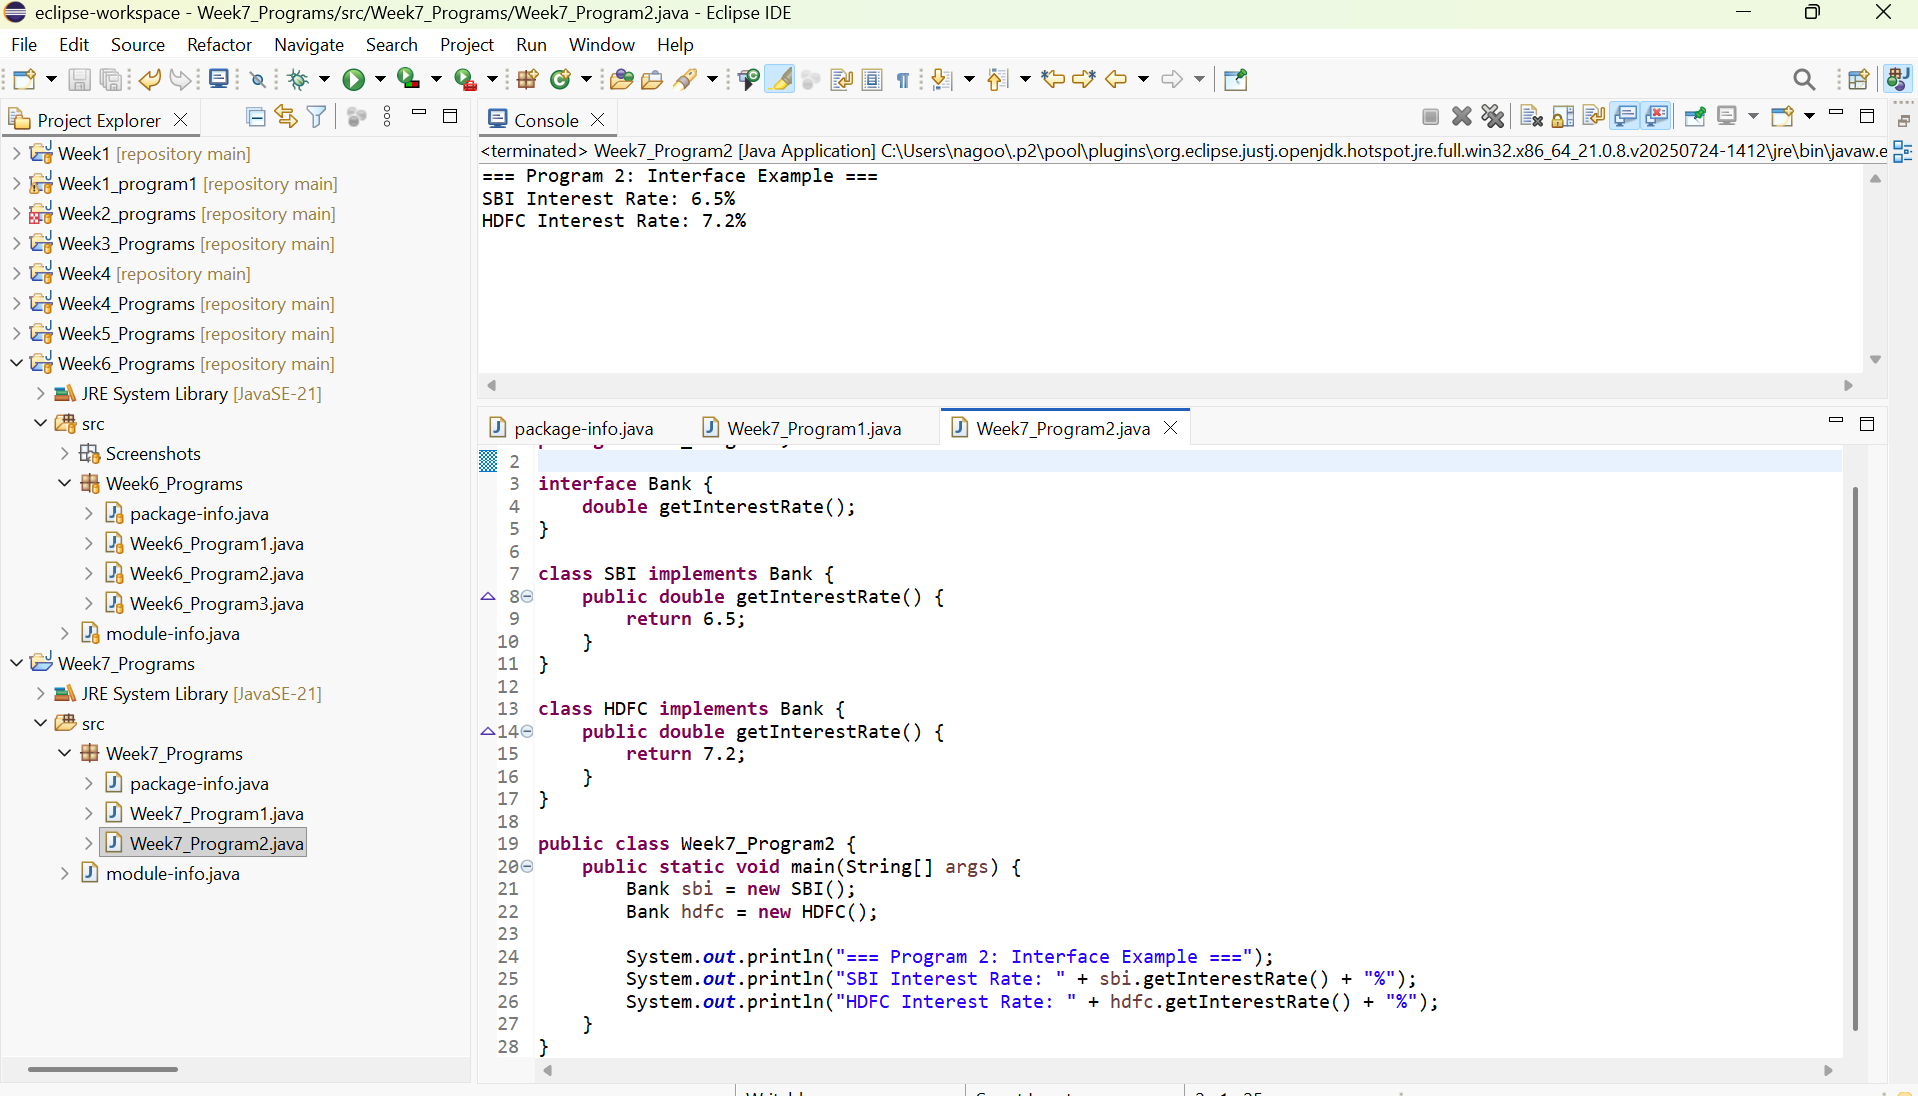 eclipse-workspace - Week7_Programs/src/Week7_Programs/Week7_Program2.java - Eclipse IDE
File Edit Source Refactor Navigate Search Project Run Window Help
Project Explorer
Week1 [repository main]
Week1_program1 [repository main]
Week2_programs [repository main]
Week3_Programs [repository main]
Week4 [repository main]
Week4_Programs [repository main]
Week5_Programs [repository main]
Week6_Programs [repository main]
JRE System Library [JavaSE-21]
src
Screenshots
Week6_Programs
package-info.java
Week6_Program1.java
Week6_Program2.java
Week6_Program3.java
module-info.java
Week7_Programs
JRE System Library [JavaSE-21]
src
Week7_Programs
package-info.java
Week7_Program1.java
Week7_Program2.java
module-info.java
Console
<terminated> Week7_Program2 [Java Application] C:\Users\nagoo\.p2\pool\plugins\org.eclipse.justj.openjdk.hotspot.jre.full.win32.x86_64_21.0.8.v20250724-1412\jre\bin\javaw.e
=== Program 2: Interface Example ===
SBI Interest Rate: 6.5%
HDFC Interest Rate: 7.2%
package-info.java Week7_Program1.java Week7_Program2.java
2
3 interface Bank {
4     double getInterestRate();
5 }
6
7 class SBI implements Bank {
8     public double getInterestRate() {
9         return 6.5;
10     }
11 }
12
13 class HDFC implements Bank {
14     public double getInterestRate() {
15         return 7.2;
16     }
17 }
18
19 public class Week7_Program2 {
20     public static void main(String[] args) {
21         Bank sbi = new SBI();
22         Bank hdfc = new HDFC();
23
24         System.out.println("=== Program 2: Interface Example ===");
25         System.out.println("SBI Interest Rate: " + sbi.getInterestRate() + "%");
26         System.out.println("HDFC Interest Rate: " + hdfc.getInterestRate() + "%");
27     }
28 }